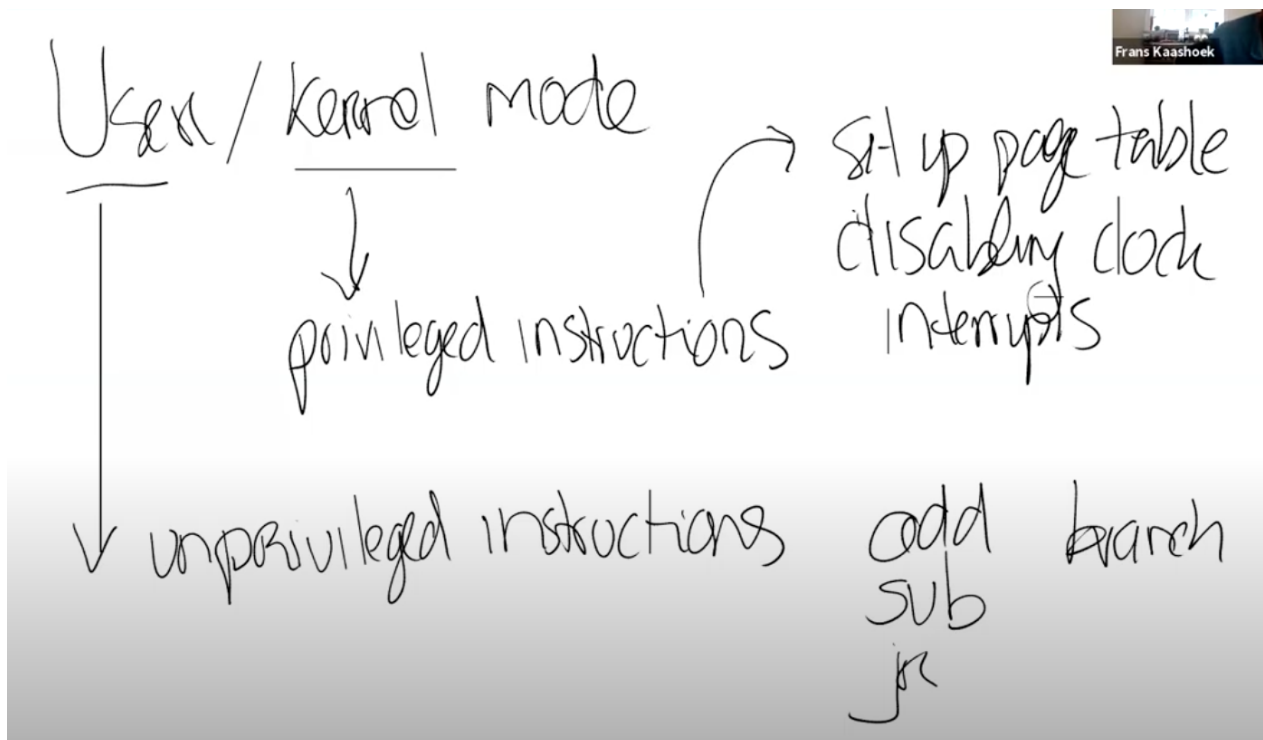 Frans Kaashoek
User / Kernel mode
set up page table
disabling clock
interrupts
privileged instructions
unprivileged instructions add branch
sub
jr